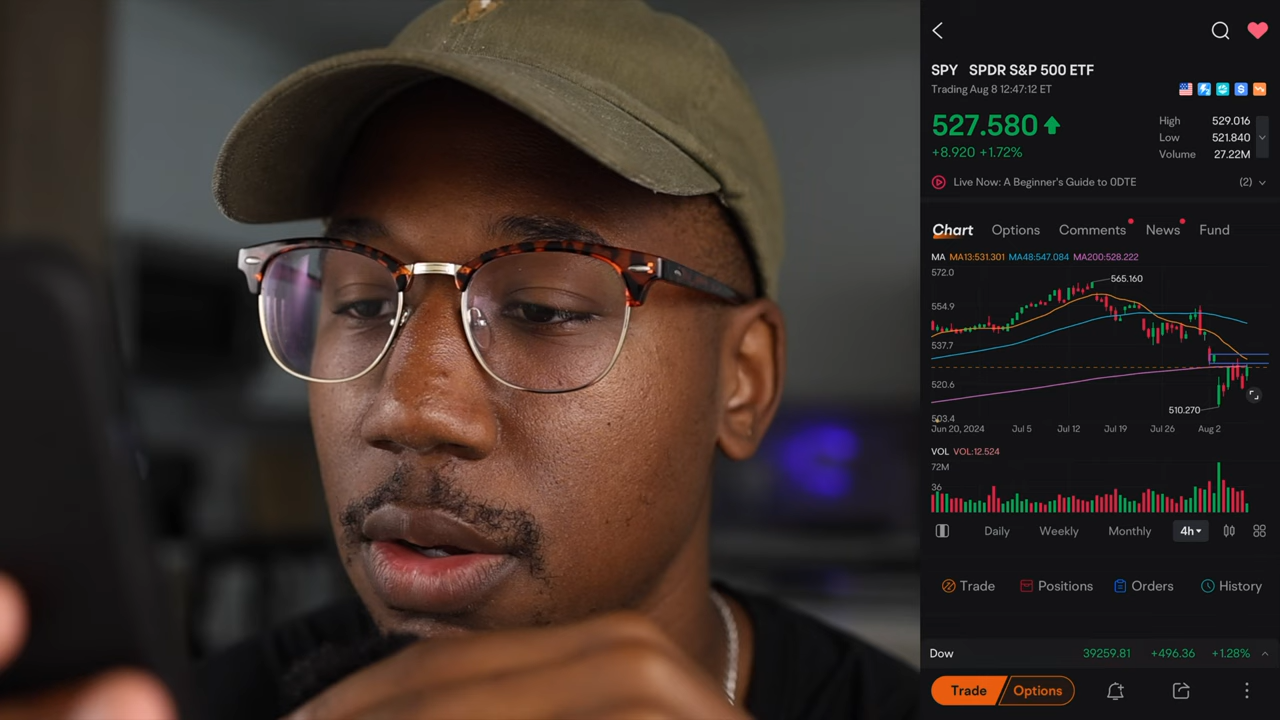 SPY SPDR S&P 500 ETF
Trading Aug 8 12:47:12 ET
527.580
+8.920 +1.72%
High 529.016
Low 521.840
Volume 27.22M
Live Now: A Beginner's Guide to 0DTE (2)
Chart Options Comments News Fund
MA MA13:531.301 MA48:547.084 MA200:528.222
572.0
565.160
554.9
537.7
520.6
510.270
503.4
Jun 20, 2024 Jul 5 Jul 12 Jul 19 Jul 26 Aug 2
VOL VOL:12.524
72M
36
Daily Weekly Monthly 4h
Trade Positions Orders History
Dow 39259.81 +496.36 +1.28%
Trade Options